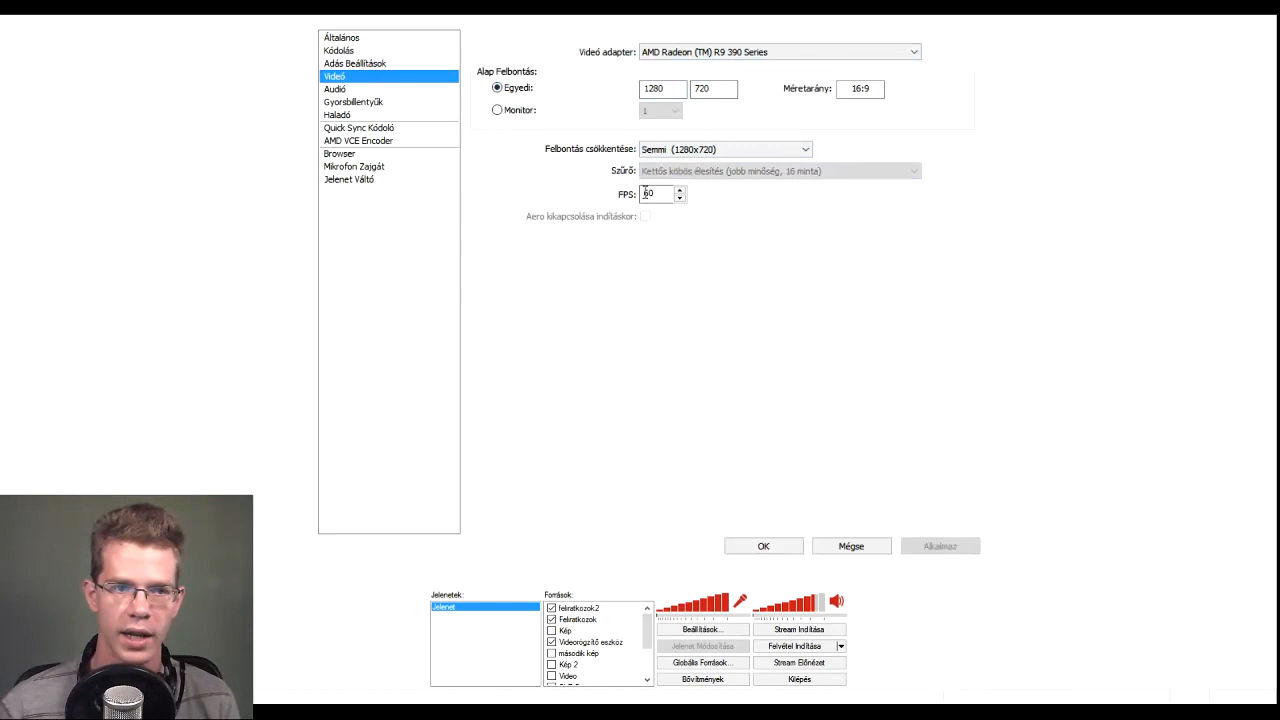 Általános
Kódolás
Adás Beállítások
Videó
Audió
Gyorsbillentyűk
Haladó
Quick Sync Kódoló
AMD VCE Encoder
Browser
Mikrofon Zajgát
Jelenet Váltó
Videó adapter: AMD Radeon (TM) R9 390 Series
Alap Felbontás:
Egyedi: 1280 720 Méretarány: 16:9
Monitor: 1
Felbontás csökkentése: Semmi (1280x720)
Szűrő: Kettős köbös élesítés (jobb minőség, 16 minta)
FPS: 60
Aero kikapcsolása indításkor:
OK Mégse Alkalmaz
Jelenetek: Források:
Jelenet
feliratkozok2
Feliratkozok
Kép
Videorögzítő eszköz
második kép
Kép 2
Video
Beállítások... Stream Indítása
Jelenet Módosítása Felvétel Indítása
Globális Források... Stream Előnézet
Bővítmények Kilépés